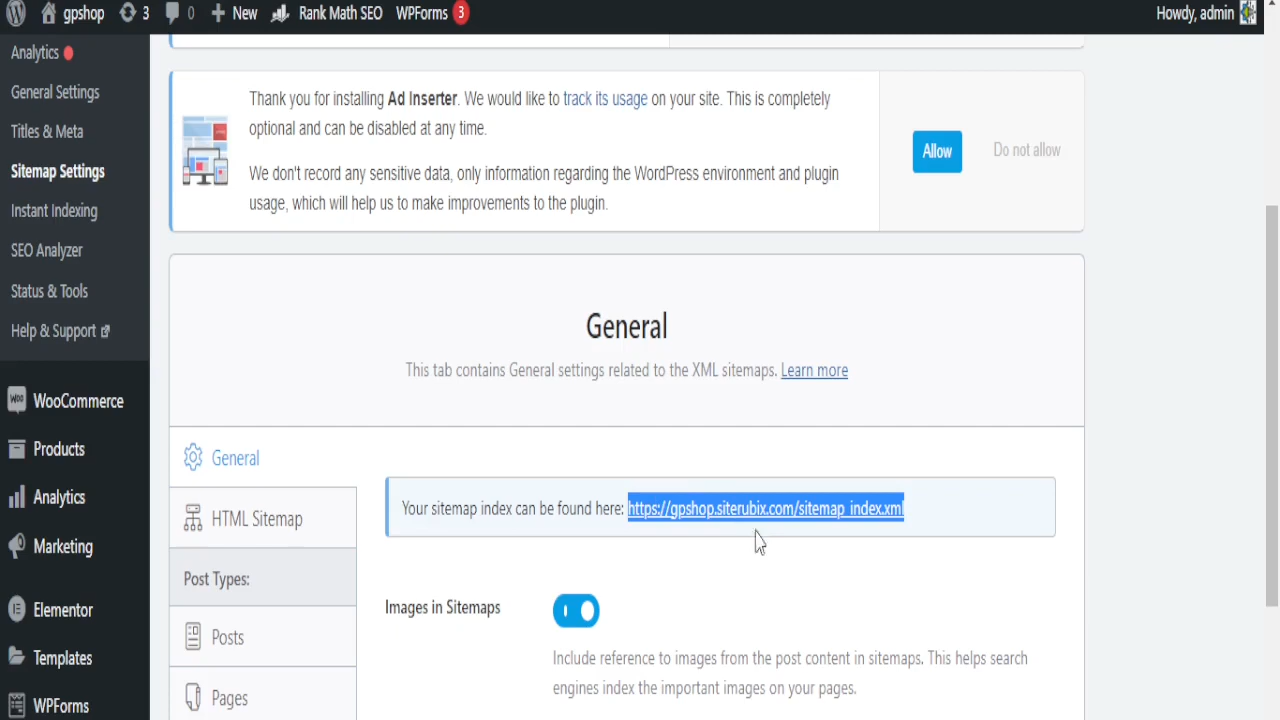 gpshop 3 0 New Rank Math SEO WPForms 3 Howdy, admin
Analytics
General Settings
Titles & Meta
Sitemap Settings
Instant Indexing
SEO Analyzer
Status & Tools
Help & Support
WooCommerce
Products
Analytics
Marketing
Elementor
Templates
WPForms
Thank you for installing Ad Inserter. We would like to track its usage on your site. This is completely
optional and can be disabled at any time.
We don't record any sensitive data, only information regarding the WordPress environment and plugin
usage, which will help us to make improvements to the plugin.
Allow
Do not allow
General
This tab contains General settings related to the XML sitemaps. Learn more
General
HTML Sitemap
Post Types:
Posts
Pages
Your sitemap index can be found here: https://gpshop.siterubix.com/sitemap_index.xml
Images in Sitemaps
Include reference to images from the post content in sitemaps. This helps search
engines index the important images on your pages.